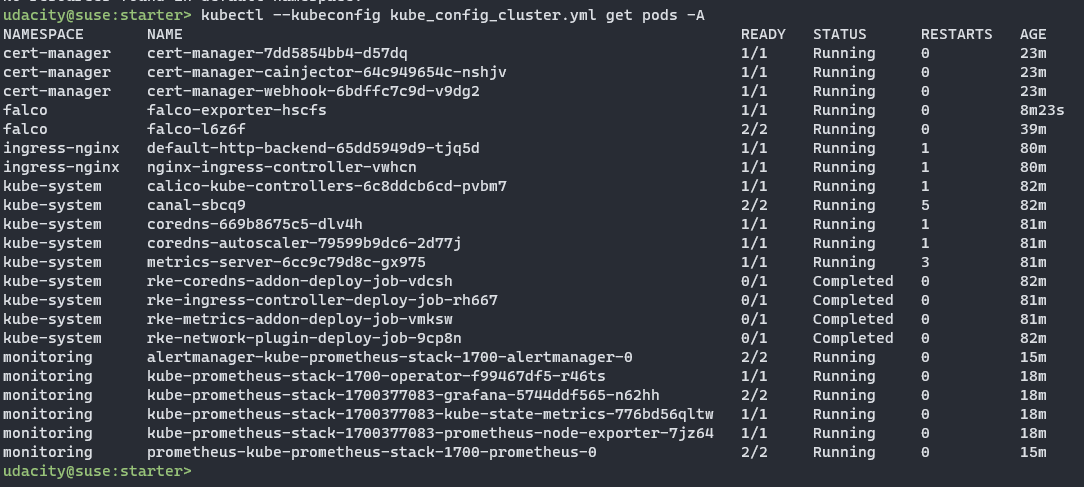 udacity@suse:starter> kubectl --kubeconfig kube_config_cluster.yml get pods -A
NAMESPACE NAME READY STATUS RESTARTS AGE
cert-manager cert-manager-7dd5854bb4-d57dq 1/1 Running 0 23m
cert-manager cert-manager-cainjector-64c949654c-nshjv 1/1 Running 0 23m
cert-manager cert-manager-webhook-6bdffc7c9d-v9dg2 1/1 Running 0 23m
falco falco-exporter-hscfs 1/1 Running 0 8m23s
falco falco-l6z6f 2/2 Running 0 39m
ingress-nginx default-http-backend-65dd5949d9-tjq5d 1/1 Running 1 80m
ingress-nginx nginx-ingress-controller-vwhcn 1/1 Running 1 80m
kube-system calico-kube-controllers-6c8ddcb6cd-pvbm7 1/1 Running 1 82m
kube-system canal-sbcq9 2/2 Running 5 82m
kube-system coredns-669b8675c5-dlv4h 1/1 Running 1 81m
kube-system coredns-autoscaler-79599b9dc6-2d77j 1/1 Running 1 81m
kube-system metrics-server-6cc9c79d8c-gx975 1/1 Running 3 81m
kube-system rke-coredns-addon-deploy-job-vdcsh 0/1 Completed 0 82m
kube-system rke-ingress-controller-deploy-job-rh667 0/1 Completed 0 81m
kube-system rke-metrics-addon-deploy-job-vmksw 0/1 Completed 0 81m
kube-system rke-network-plugin-deploy-job-9cp8n 0/1 Completed 0 82m
monitoring alertmanager-kube-prometheus-stack-1700-alertmanager-0 2/2 Running 0 15m
monitoring kube-prometheus-stack-1700-operator-f99467df5-r46ts 1/1 Running 0 18m
monitoring kube-prometheus-stack-1700377083-grafana-5744ddf565-n62hh 2/2 Running 0 18m
monitoring kube-prometheus-stack-1700377083-kube-state-metrics-776bd56qltw 1/1 Running 0 18m
monitoring kube-prometheus-stack-1700377083-prometheus-node-exporter-7jz64 1/1 Running 0 18m
monitoring prometheus-kube-prometheus-stack-1700-prometheus-0 2/2 Running 0 15m
udacity@suse:starter>